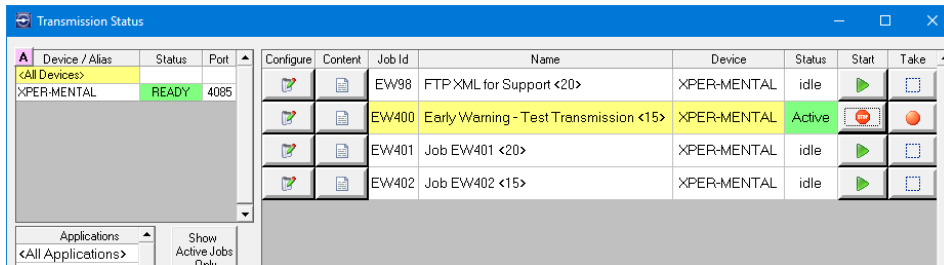 Transmission Status
A Device / Alias Status Port
<All Devices>
XPER-MENTAL READY 4085
Applications
<All Applications>
Show
Active Jobs
Only
Configure Content Job Id Name Device Status Start Take
EW98 FTP XML for Support <20> XPER-MENTAL idle
EW400 Early Warning - Test Transmission <15> XPER-MENTAL Active STOP
EW401 Job EW401 <20> XPER-MENTAL idle
EW402 Job EW402 <15> XPER-MENTAL idle